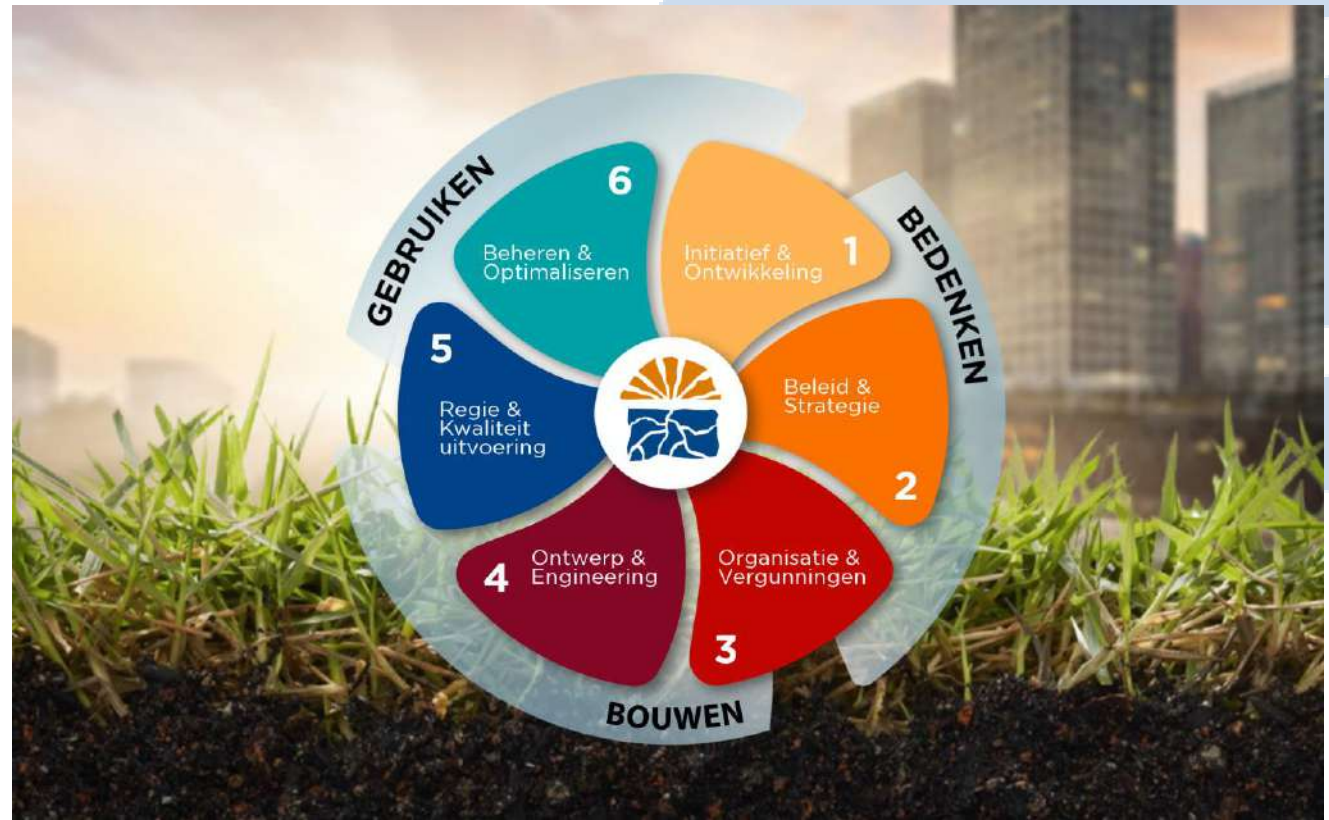 BEDENKEN
1
Initiatief &
Ontwikkeling
2
Beleid &
Strategie
3
Organisatie &
Vergunningen
BOUWEN
4
Ontwerp &
Engineering
5
Regie &
Kwaliteit
uitvoering
GEBRUIKEN
6
Beheren &
Optimaliseren